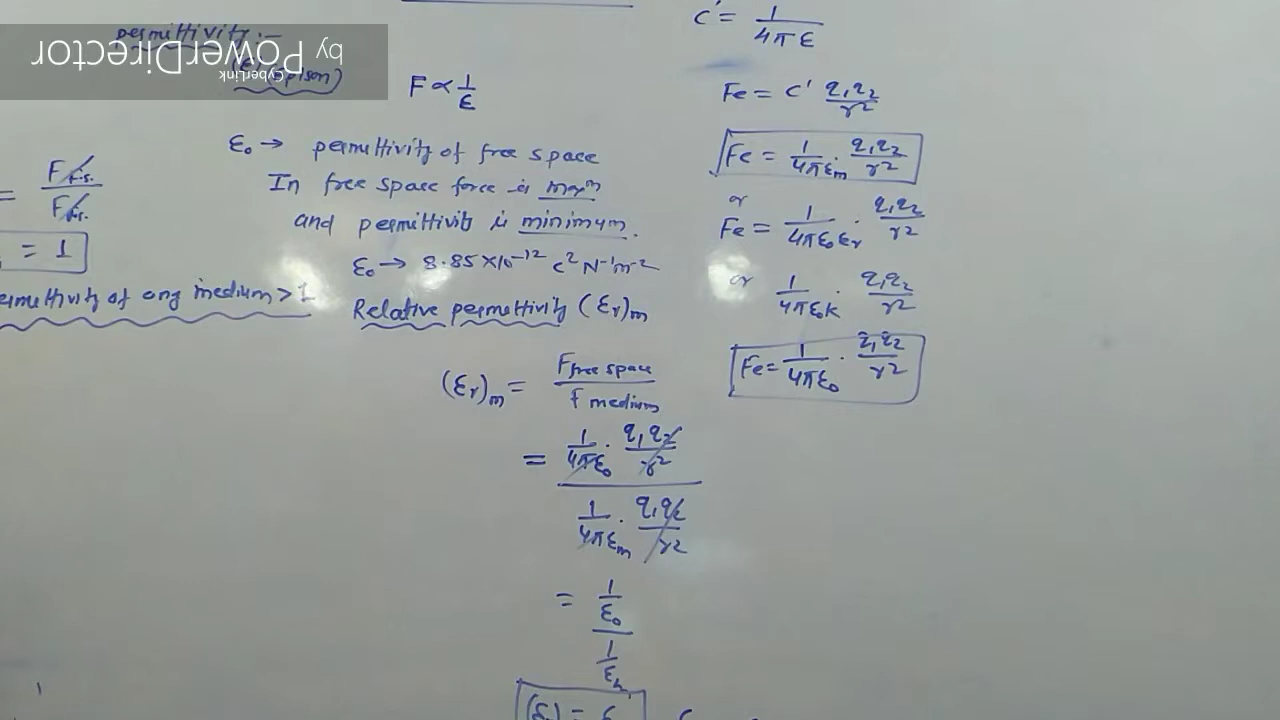 permittivity :-
by PowerDirector
CyberLink
F ∝ 1/ε
ε₀ → permittivity of free space
In free space force is maxᵐ
and permittivity is minimum.
ε₀ → 8.85 × 10⁻¹² C² N⁻¹ m⁻²
Relative permittivity (εr)m
(εr)m = F free space / F medium
= 1/4πε₀ · q₁q₂/r²
1/4πεm · q₁q₂/r²
= 1/ε₀
1/εm
= F f.s. / F f.s.
= 1
of any medium > 1
C' = 1/4πε
Fe = C' q₁q₂/r²
Fe = 1/4πεm · q₁q₂/r²
or
Fe = 1/4πε₀εr · q₁q₂/r²
or 1/4πε₀k · q₁q₂/r²
Fe = 1/4πε₀ · q₁q₂/r²